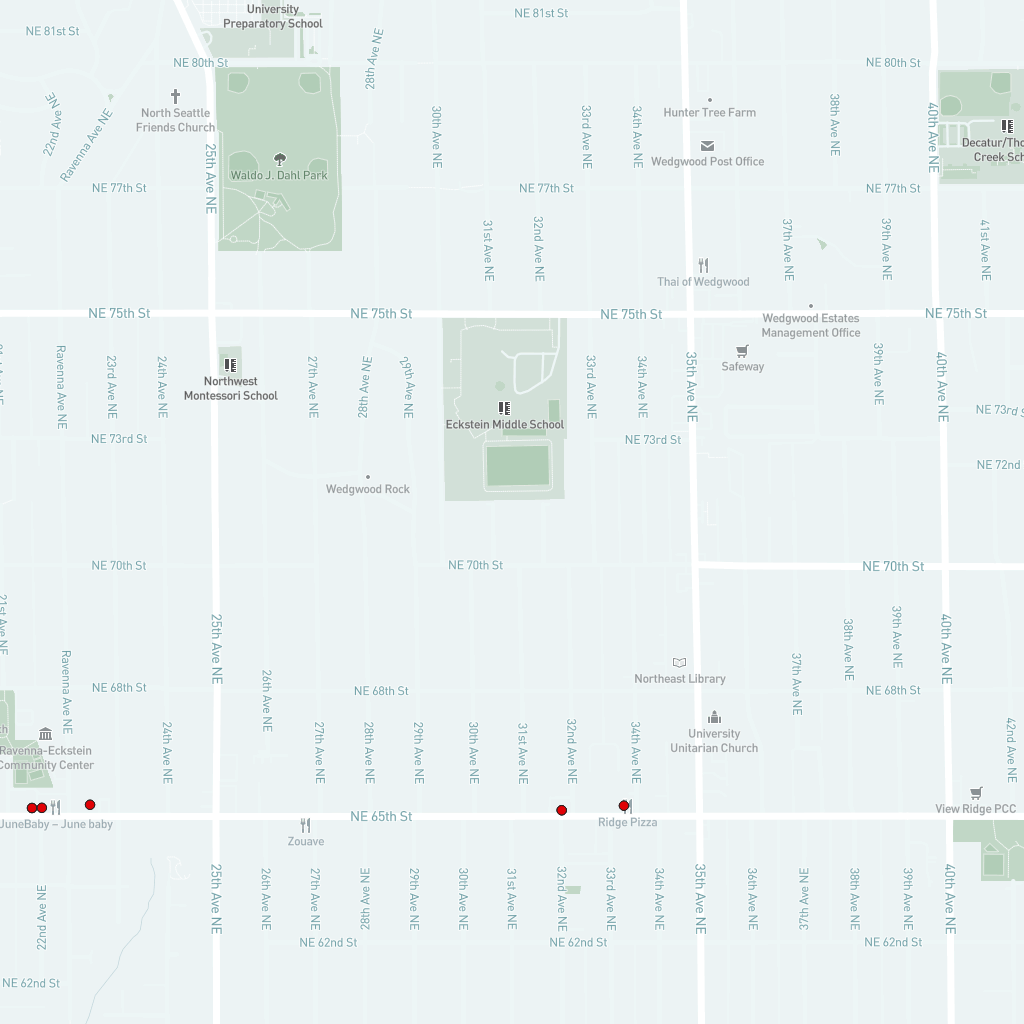 University
Preparatory School
NE 81st St
NE 81st St
28th Ave NE
NE 80th St
NE 80th St
22nd Ave NE
Ravenna Ave NE
North Seattle
Friends Church
25th Ave NE
30th Ave NE
33rd Ave NE
34th Ave NE
Hunter Tree Farm
38th Ave NE
40th Ave NE
Wedgwood Post Office
Decatur/Tho
Creek Sch
Waldo J. Dahl Park
NE 77th St
NE 77th St
NE 77th St
31st Ave NE
32nd Ave NE
37th Ave NE
39th Ave NE
41st Ave NE
Thai of Wedgwood
NE 75th St
NE 75th St
NE 75th St
NE 75th St
Wedgwood Estates
Management Office
Ravenna Ave NE
23rd Ave NE
24th Ave NE
27th Ave NE
28th Ave NE
29th Ave NE
33rd Ave NE
34th Ave NE
35th Ave NE
Safeway
39th Ave NE
40th Ave NE
Northwest
Montessori School
Eckstein Middle School
NE 73rd St
NE 73rd St
NE 73rd S
NE 72nd
Wedgwood Rock
NE 70th St
NE 70th St
NE 70th St
21st Ave NE
Ravenna Ave NE
25th Ave NE
26th Ave NE
37th Ave NE
38th Ave NE
39th Ave NE
40th Ave NE
Northeast Library
NE 68th St
NE 68th St
NE 68th St
24th Ave NE
27th Ave NE
28th Ave NE
29th Ave NE
30th Ave NE
31st Ave NE
32nd Ave NE
34th Ave NE
University
Unitarian Church
42nd Ave NE
Ravenna-Eckstein
Community Center
View Ridge PCC
JuneBaby – June baby
NE 65th St
Ridge Pizza
Zouave
22nd Ave NE
25th Ave NE
26th Ave NE
27th Ave NE
28th Ave NE
29th Ave NE
30th Ave NE
31st Ave NE
32nd Ave NE
33rd Ave NE
34th Ave NE
35th Ave NE
36th Ave NE
37th Ave NE
38th Ave NE
39th Ave NE
40th Ave NE
NE 62nd St
NE 62nd St
NE 62nd St
NE 62nd St